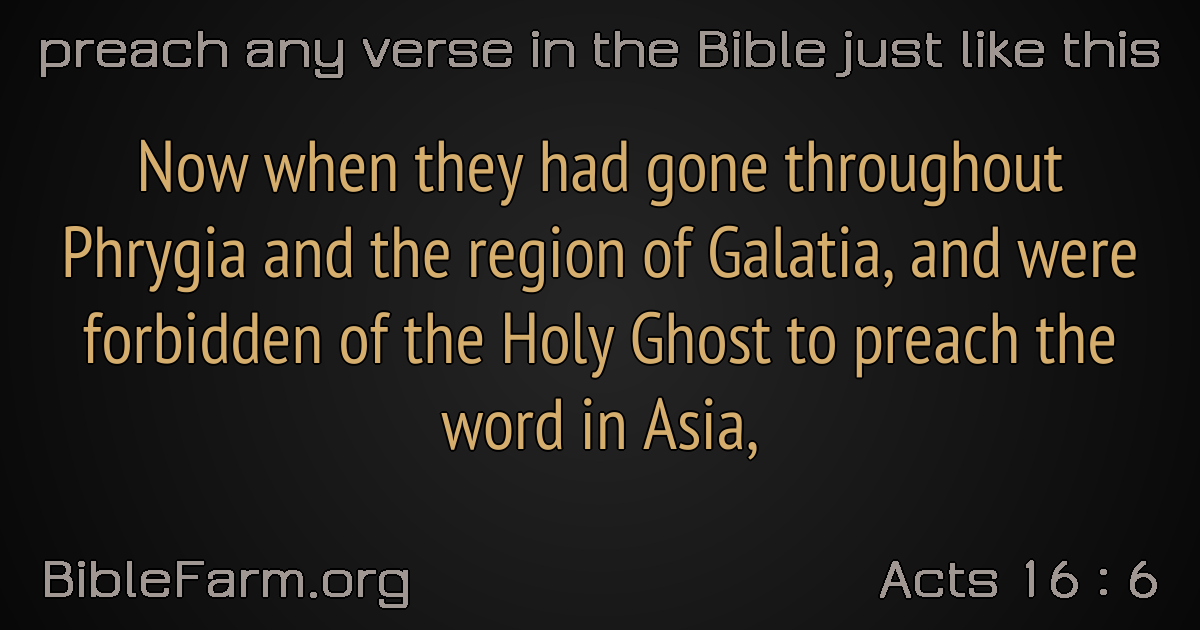 preach any verse in the Bible just like this
Now when they had gone throughout
Phrygia and the region of Galatia, and were
forbidden of the Holy Ghost to preach the
word in Asia,
BibleFarm.org
Acts 16 : 6